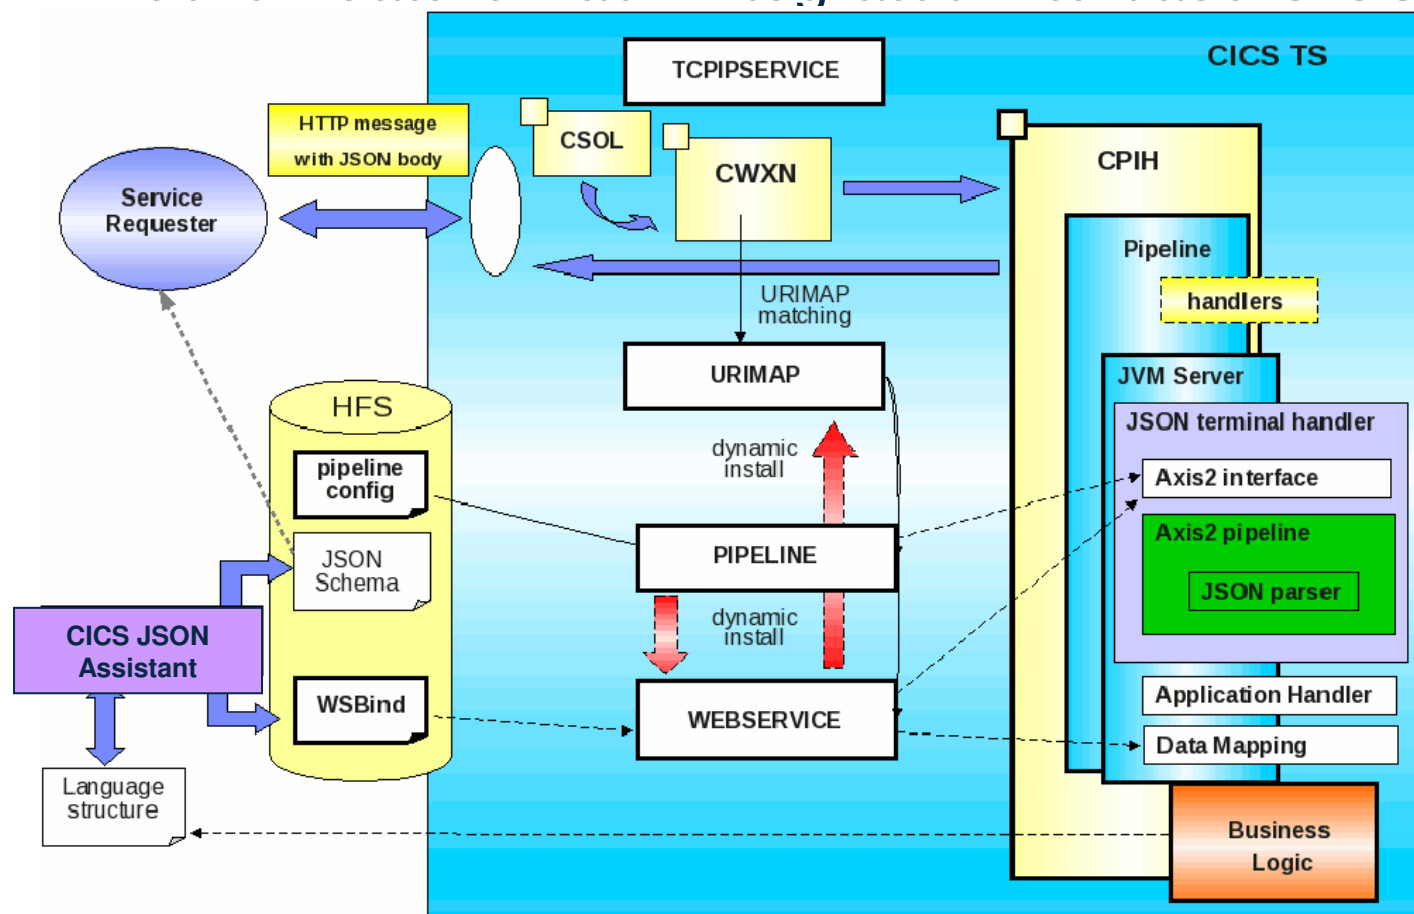 CICS TS
TCPIPSERVICE
HTTP message
with JSON body
CSOL
CWXN
CPIH
Service
Requester
Pipeline
handlers
URIMAP
matching
URIMAP
JVM Server
HFS
JSON terminal handler
pipeline
config
dynamic
install
Axis2 interface
Axis2 pipeline
JSON parser
PIPELINE
JSON
Schema
dynamic
install
CICS JSON
Assistant
WSBind
WEBSERVICE
Application Handler
Data Mapping
Language
structure
Business
Logic